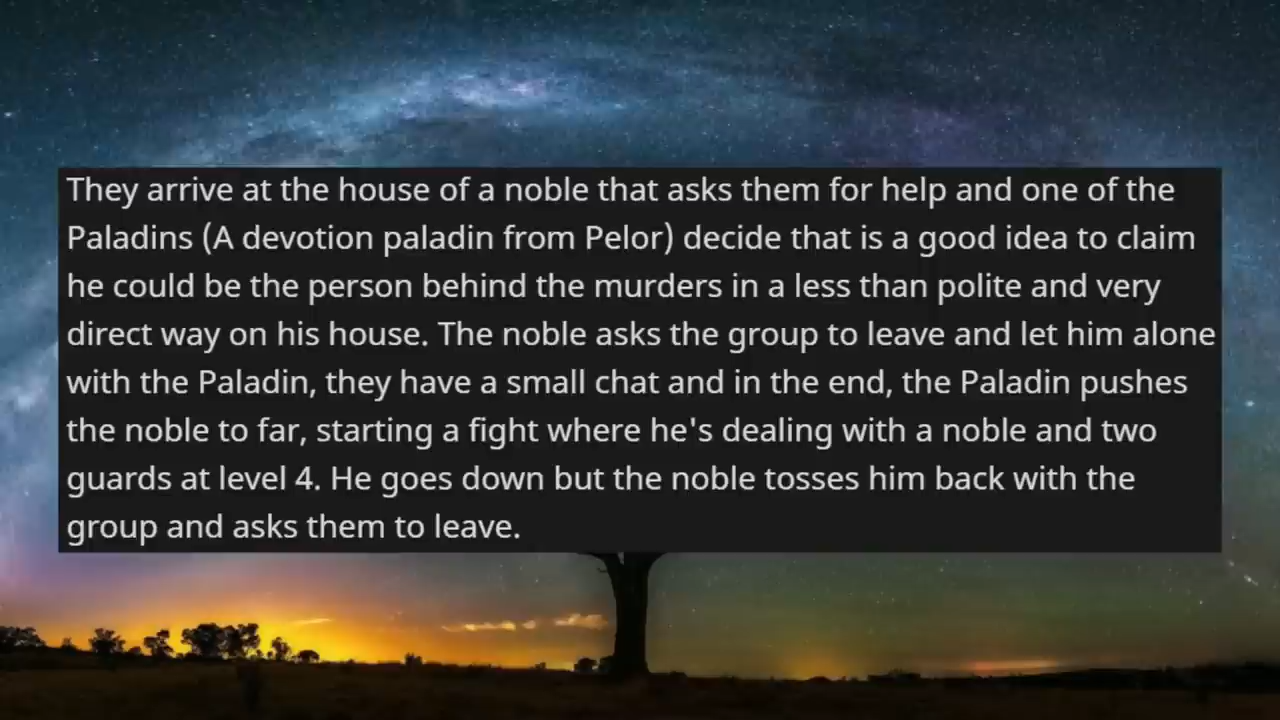 They arrive at the house of a noble that asks them for help and one of the
Paladins (A devotion paladin from Pelor) decide that is a good idea to claim
he could be the person behind the murders in a less than polite and very
direct way on his house. The noble asks the group to leave and let him alone
with the Paladin, they have a small chat and in the end, the Paladin pushes
the noble to far, starting a fight where he's dealing with a noble and two
guards at level 4. He goes down but the noble tosses him back with the
group and asks them to leave.